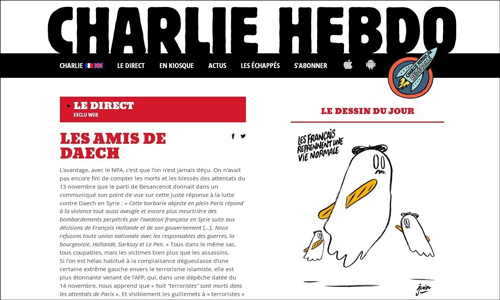 CHARLIE HEBDO
CHARLIE
LE DIRECT
EN KIOSQUE
ACTUS
LES ÉCHAPPÉS
S'ABONNER
LE DIRECT
EXCLU WEB
LES AMIS DE
DAECH
L'avantage, avec le NPA, c'est que l'on n'est jamais déçu. On n'avait
pas encore fini de compter les morts et les blessés des attentats du
13 novembre que le parti de Besancenot donnait dans un
communiqué son point de vue sur cette juste réponse à la lutte
contre Daech en Syrie : « Cette barbarie abjecte en plein Paris répond
à la violence tout aussi aveugle et encore plus meurtrière des
bombardements perpétrés par l'aviation française en Syrie suite aux
décisions de François Hollande et de son gouvernement [...]. Nous
refusons toute union nationale avec les responsables des guerres, la
bourgeoisie, Hollande, Sarkozy et Le Pen. » Tous dans le même sac,
tous coupables, mais les victimes bien plus que les assassins.
Si l'on est hélas habitué à la complaisance dégueulasse d'une
certaine extrême gauche envers le terrorisme islamiste, elle est
plus étonnante venant de l'AFP, qui, dans une dépêche datée du
14 novembre, nous apprend que « huit "terroristes" sont morts dans
les attentats de Paris ». Et visiblement les guillemets à « terroristes »
LE DESSIN DU JOUR
LES FRANÇAIS
REPRENNENT UNE
VIE NORMALE